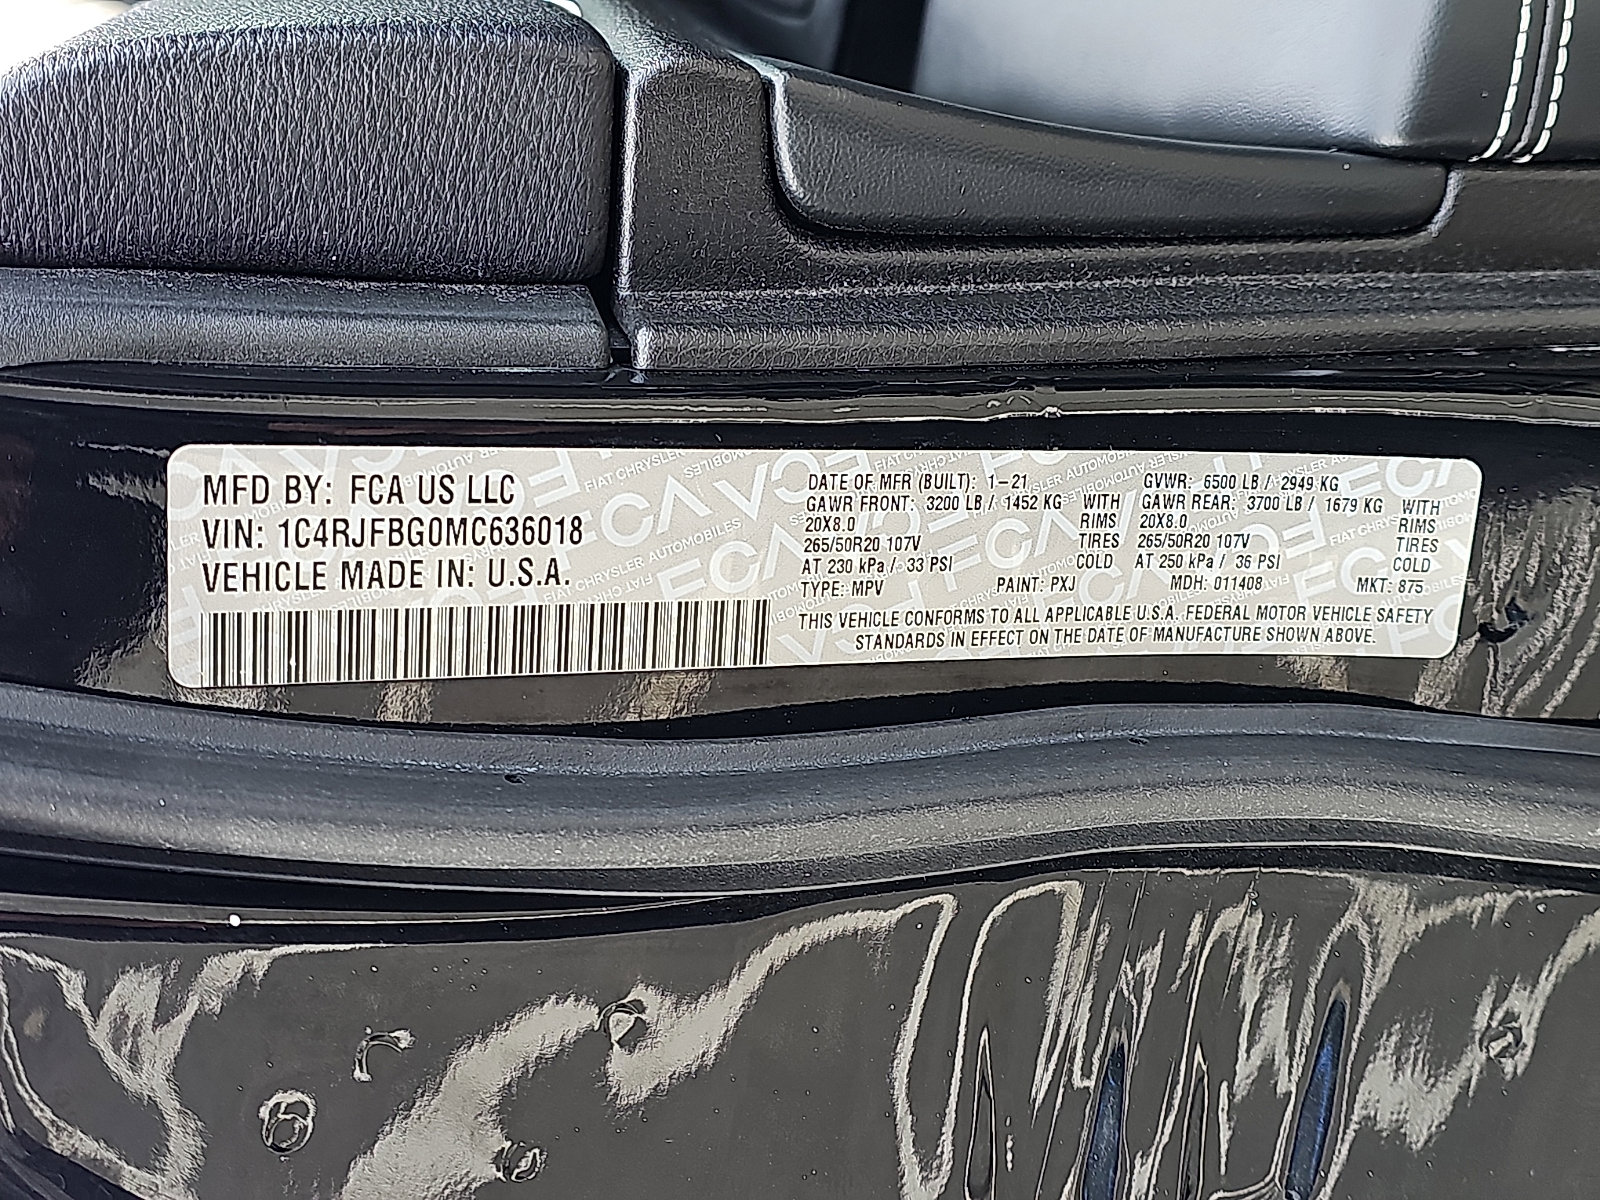 MFD BY: FCA US LLC
VIN: 1C4RJFBG0MC636018
VEHICLE MADE IN: U.S.A.
DATE OF MFR (BUILT): 1-21 GVWR: 6500 LB / 2949 KG
GAWR FRONT: 3200 LB / 1452 KG WITH GAWR REAR: 3700 LB / 1679 KG WITH
20X8.0 RIMS 20X8.0 RIMS
265/50R20 107V TIRES 265/50R20 107V TIRES
AT 230 kPa / 33 PSI COLD AT 250 kPa / 36 PSI COLD
TYPE: MPV PAINT: PXJ MDH: 011408 MKT: 875
THIS VEHICLE CONFORMS TO ALL APPLICABLE U.S.A. FEDERAL MOTOR VEHICLE SAFETY
STANDARDS IN EFFECT ON THE DATE OF MANUFACTURE SHOWN ABOVE.